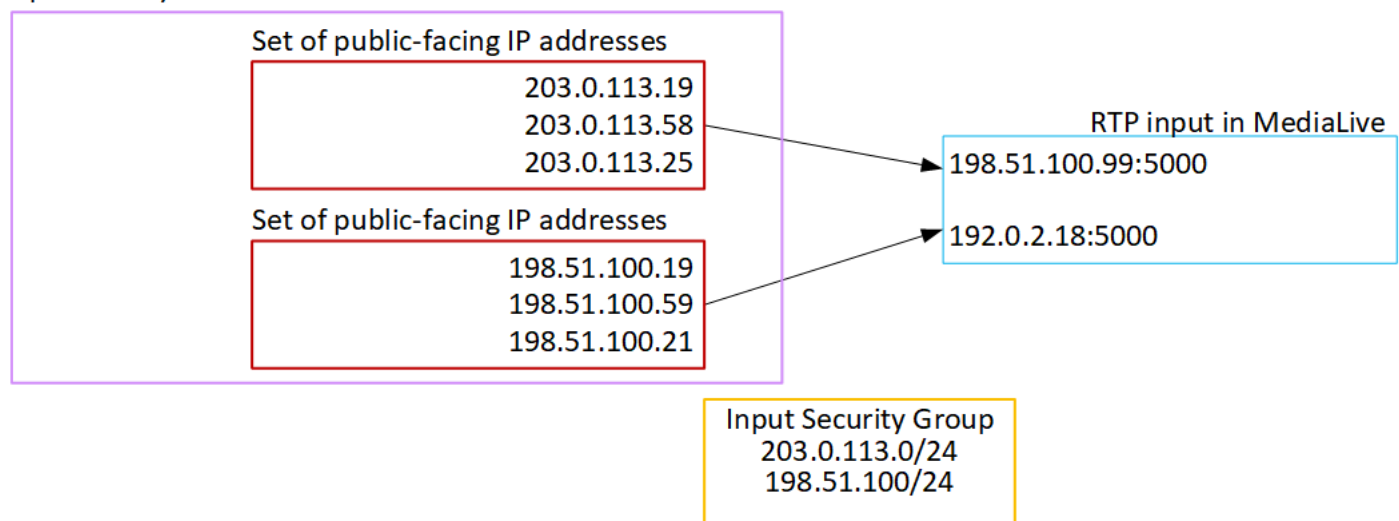 Set of public-facing IP addresses
203.0.113.19
203.0.113.58
203.0.113.25
RTP input in MediaLive
198.51.100.99:5000
192.0.2.18:5000
Set of public-facing IP addresses
198.51.100.19
198.51.100.59
198.51.100.21
Input Security Group
203.0.113.0/24
198.51.100/24